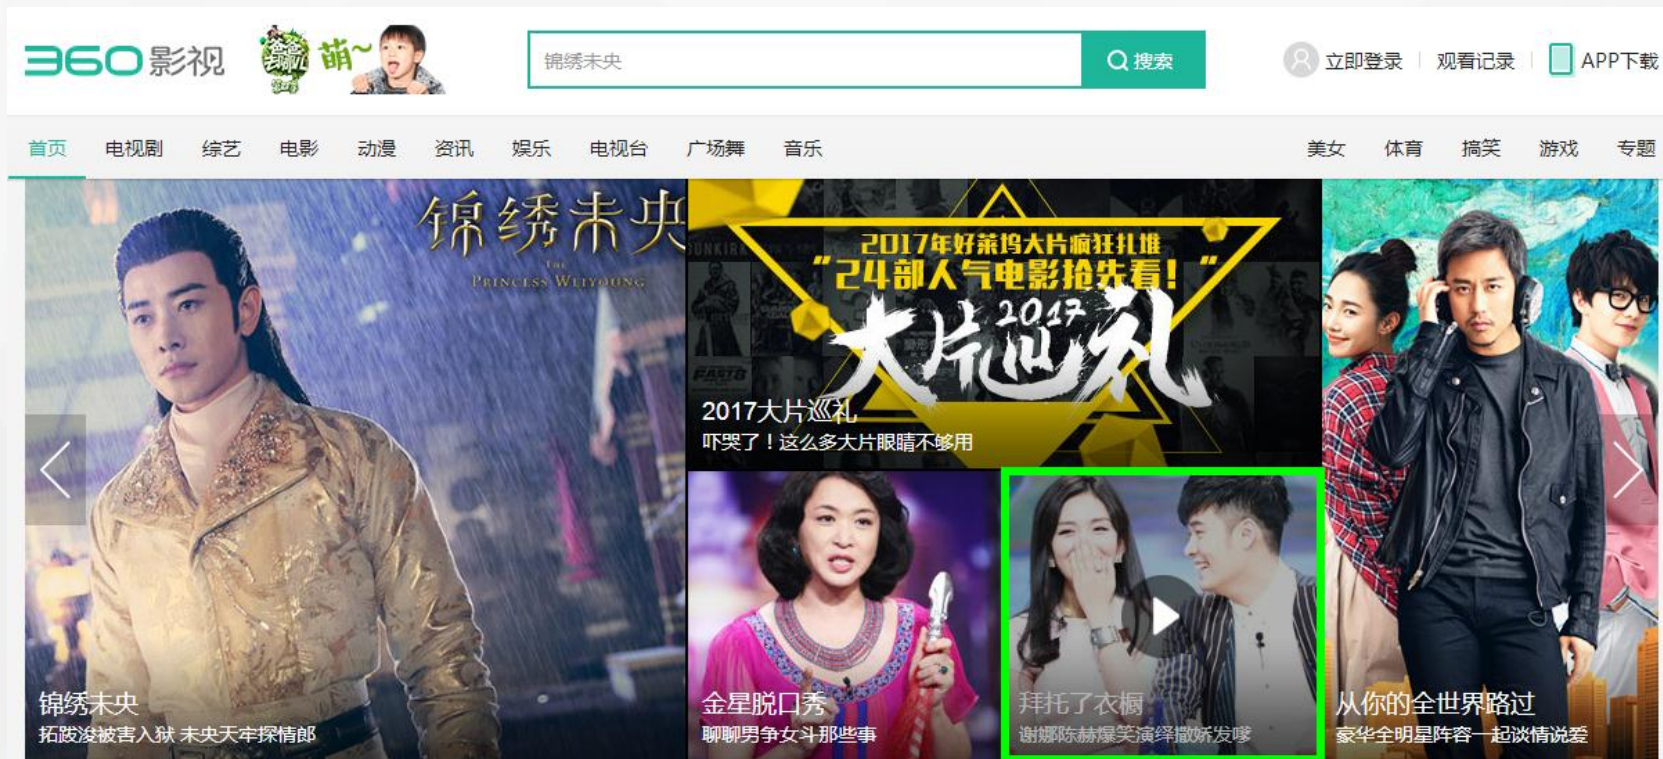 360影视
爸爸去哪儿
萌~
锦绣未央
搜索
立即登录
观看记录
APP下载
首页
电视剧
综艺
电影
动漫
资讯
娱乐
电视台
广场舞
音乐
美女
体育
搞笑
游戏
专题
锦绣未央
THE
PRINCESS WEIYOUNG
锦绣未央
拓跋浚被害入狱 未央天牢探情郎
2017年好莱坞大片疯狂扎堆
“24部人气电影抢先看！”
2017
大片巡礼
2017大片巡礼
吓哭了！这么多大片眼睛不够用
金星脱口秀
聊聊男争女斗那些事
拜托了衣橱
谢娜陈赫爆笑演绎撒娇发嗲
从你的全世界路过
豪华全明星阵容一起谈情说爱